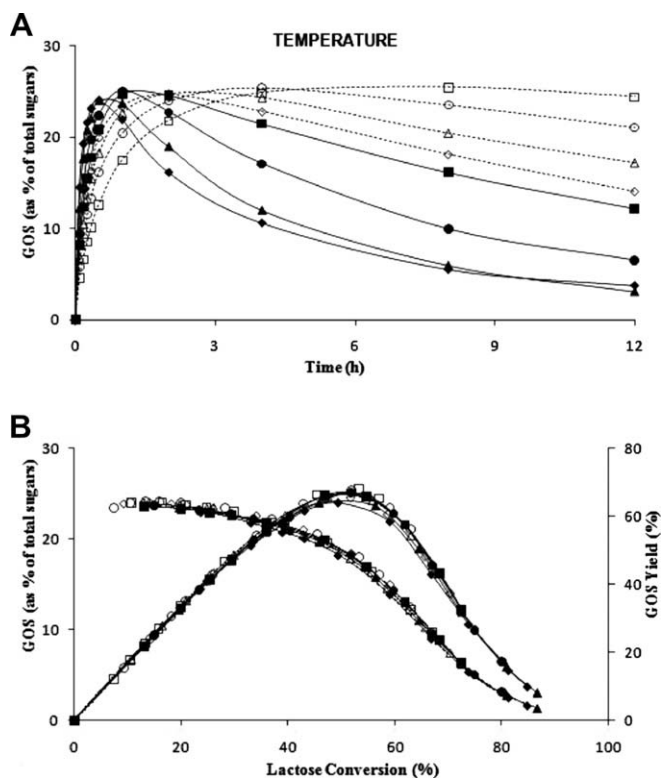 A
TEMPERATURE
30
20
10
0
0 3 6 9 12
GOS (as % of total sugars)
Time (h)
B
30 80
20 60
10 40
0 20
0
0 20 40 60 80 100
GOS (as % of total sugars)
GOS Yield (%)
Lactose Conversion (%)